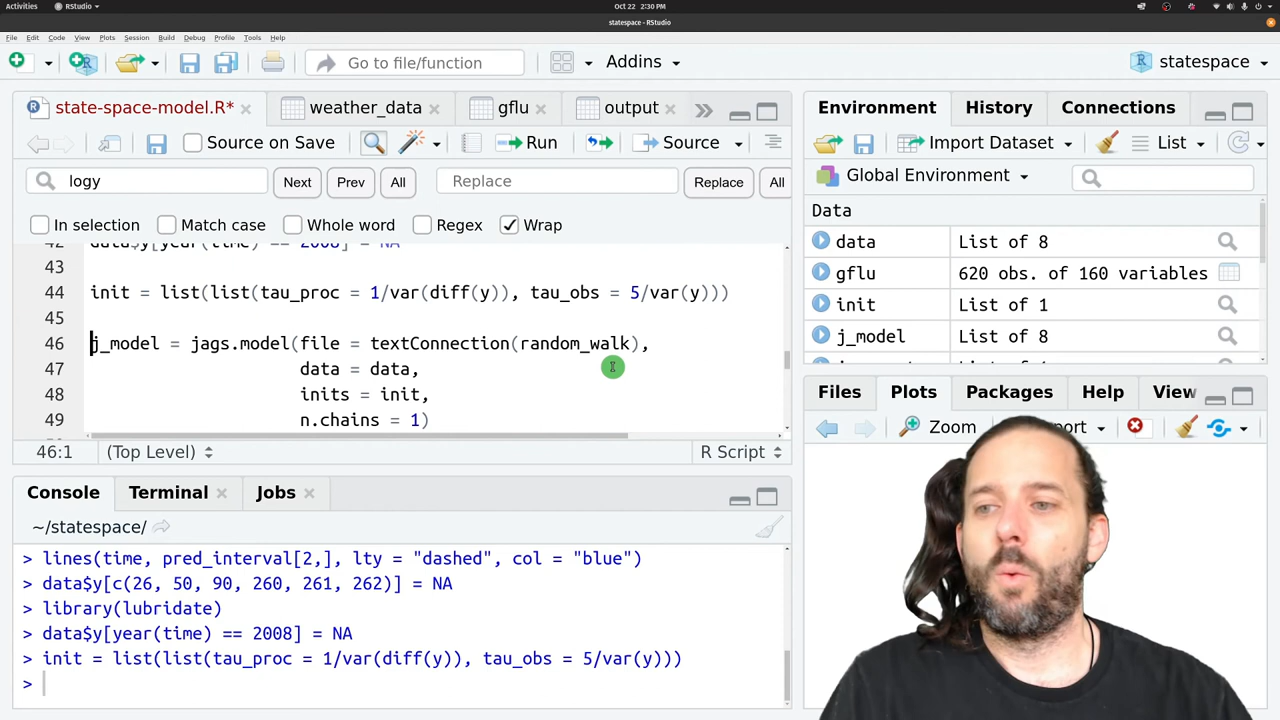 Activities RStudio Oct 22 2:30 PM
statespace - RStudio
File Edit Code View Plots Session Build Debug Profile Tools Help
Go to file/function Addins statespace
state-space-model.R* weather_data gflu output
Source on Save Run Source
logy Next Prev All Replace Replace All
In selection Match case Whole word Regex Wrap
42 data$y[year(time) == 2008] = NA
43
44 init = list(list(tau_proc = 1/var(diff(y)), tau_obs = 5/var(y)))
45
46 j_model = jags.model(file = textConnection(random_walk),
47 data = data,
48 inits = init,
49 n.chains = 1)
46:1 (Top Level) R Script
Console Terminal Jobs
~/statespace/
> lines(time, pred_interval[2,], lty = "dashed", col = "blue")
> data$y[c(26, 50, 90, 260, 261, 262)] = NA
> library(lubridate)
> data$y[year(time) == 2008] = NA
> init = list(list(tau_proc = 1/var(diff(y)), tau_obs = 5/var(y)))
>
Environment History Connections
Import Dataset List
Global Environment
Data
data List of 8
gflu 620 obs. of 160 variables
init List of 1
j_model List of 8
Files Plots Packages Help View
Zoom